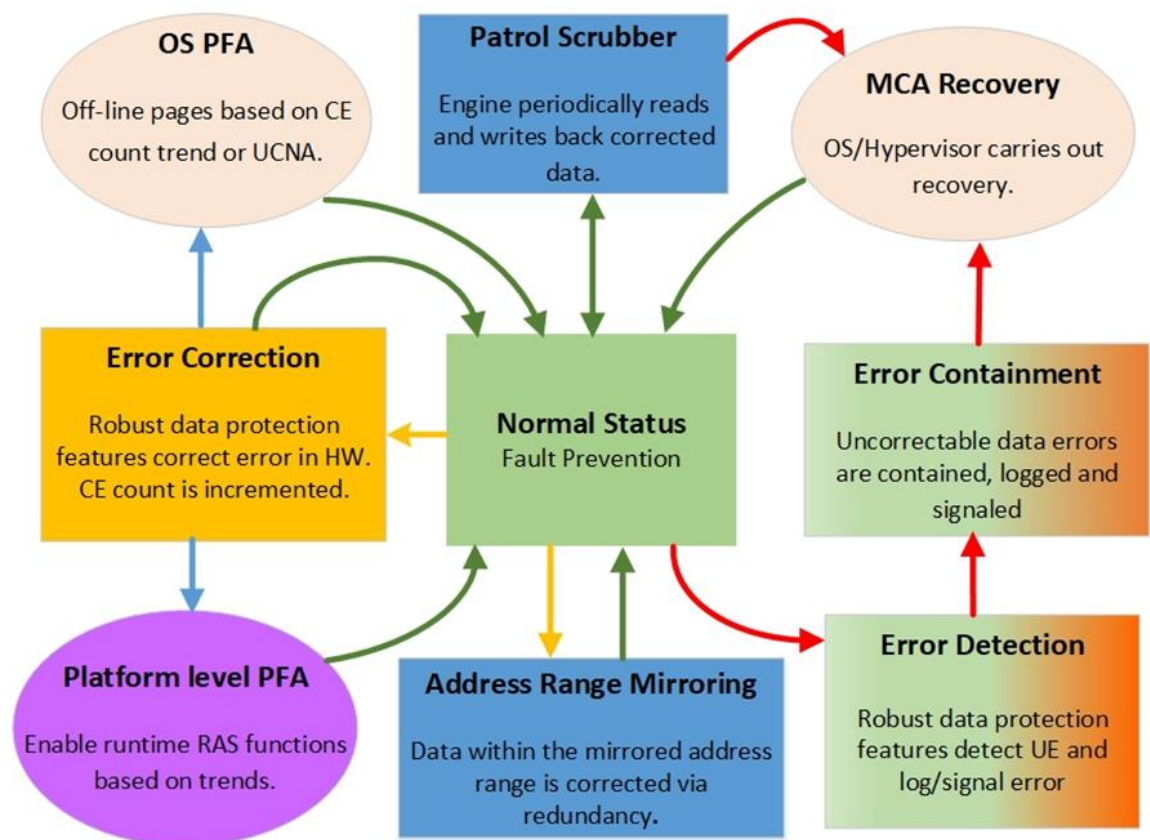 OS PFA
Off-line pages based on CE
count trend or UCNA.
Patrol Scrubber
Engine periodically reads
and writes back corrected
data.
MCA Recovery
OS/Hypervisor carries out
recovery.
Error Correction
Robust data protection
features correct error in HW.
CE count is incremented.
Normal Status
Fault Prevention
Error Containment
Uncorrectable data errors
are contained, logged and
signaled
Platform level PFA
Enable runtime RAS functions
based on trends.
Address Range Mirroring
Data within the mirrored address
range is corrected via
redundancy.
Error Detection
Robust data protection
features detect UE and
log/signal error